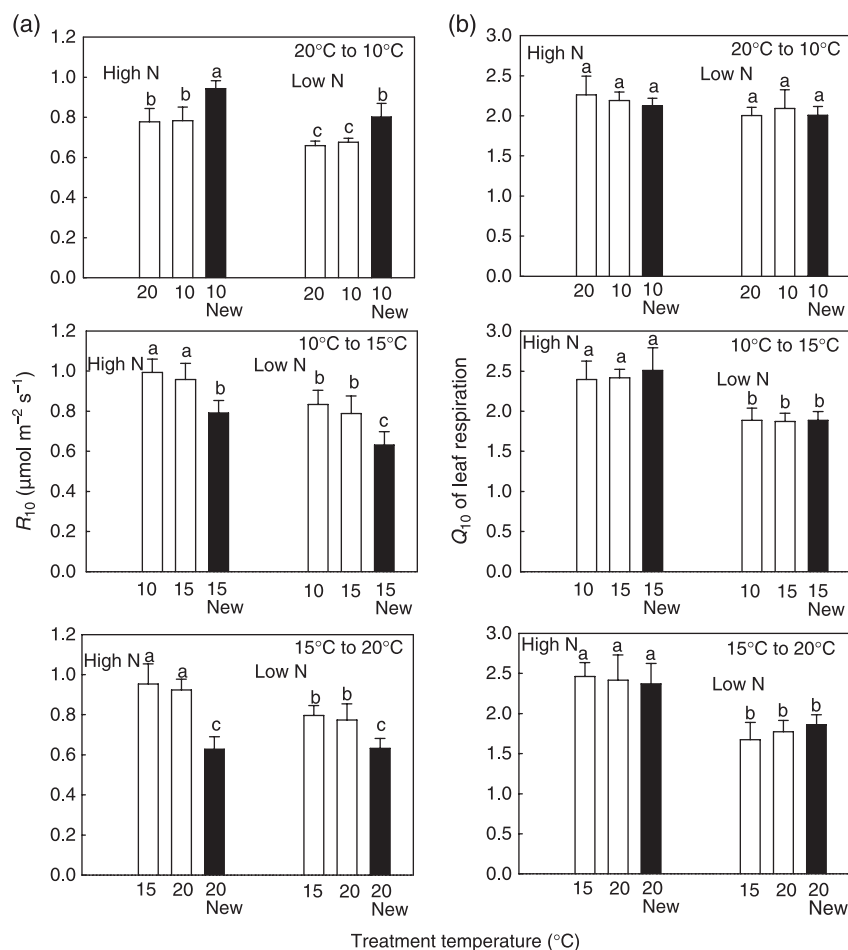 (a)
1.2
1.0
0.8
0.6
0.4
0.2
0.0
High N
20°C to 10°C
Low N
b b a
c c b
20 10 10 New
20 10 10 New
1.2
1.0
0.8
0.6
0.4
0.2
0.0
High N
10°C to 15°C
Low N
a a b
b b c
10 15 15 New
10 15 15 New
1.2
1.0
0.8
0.6
0.4
0.2
0.0
High N
15°C to 20°C
Low N
a a c
b b c
15 20 20 New
15 20 20 New
R10 (μmol m−2 s−1)
(b)
3.0
2.5
2.0
1.5
1.0
0.5
0.0
High N
20°C to 10°C
Low N
a a a
a a a
20 10 10 New
20 10 10 New
3.0
2.5
2.0
1.5
1.0
0.5
0.0
High N
10°C to 15°C
Low N
a a a
b b b
10 15 15 New
10 15 15 New
3.0
2.5
2.0
1.5
1.0
0.5
0.0
High N
15°C to 20°C
Low N
a a a
b b b
15 20 20 New
15 20 20 New
Q10 of leaf respiration
Treatment temperature (°C)